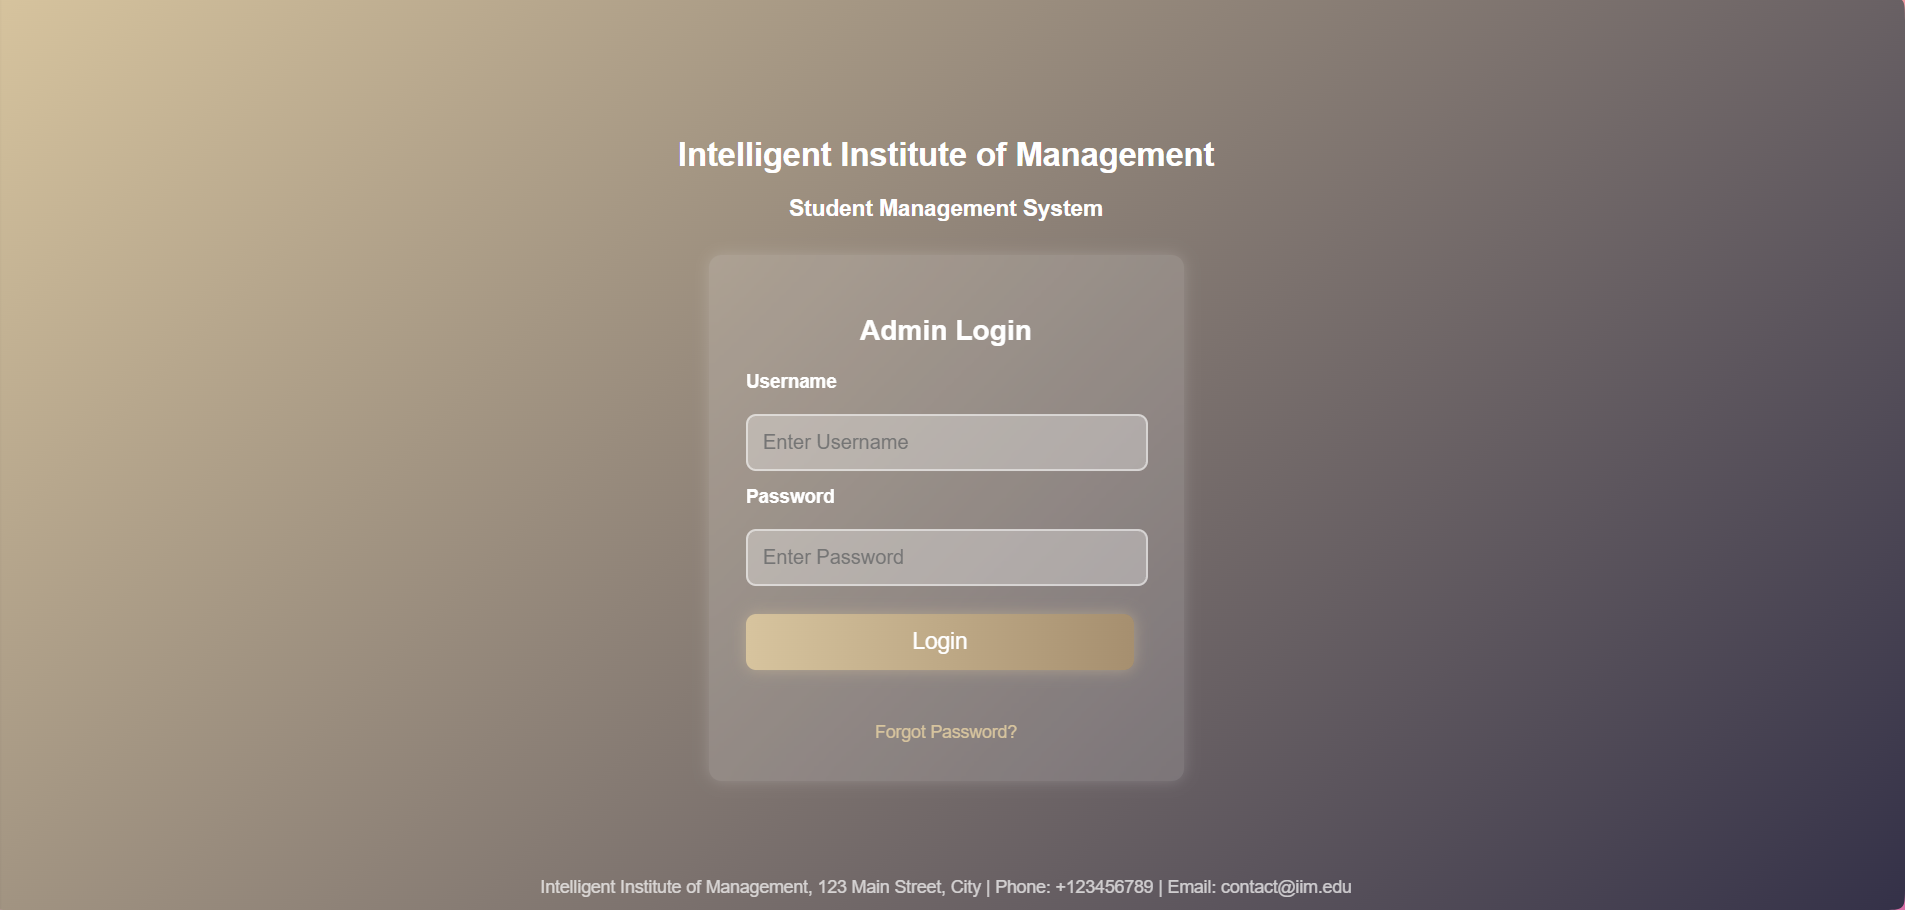 Intelligent Institute of Management
Student Management System
Admin Login
Username
Enter Username
Password
Enter Password
Login
Forgot Password?
Intelligent Institute of Management, 123 Main Street, City | Phone: +123456789 | Email: contact@iim.edu